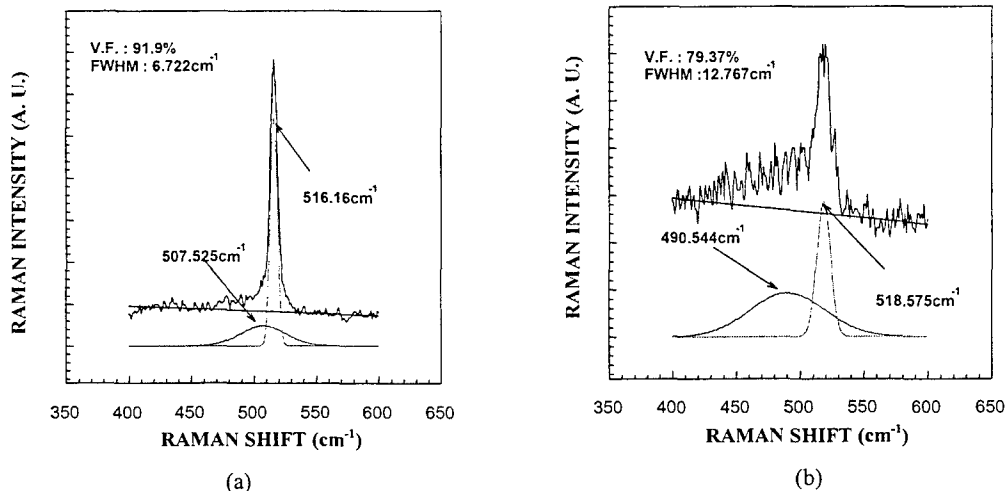 V.F. : 91.9%
FWHM : 6.722cm⁻¹
RAMAN INTENSITY (A. U.)
516.16cm⁻¹
507.525cm⁻¹
350 400 450 500 550 600 650
RAMAN SHIFT (cm⁻¹)
(a)
V.F. : 79.37%
FWHM :12.767cm⁻¹
RAMAN INTENSITY (A. U.)
490.544cm⁻¹
518.575cm⁻¹
350 400 450 500 550 600 650
RAMAN SHIFT (cm⁻¹)
(b)